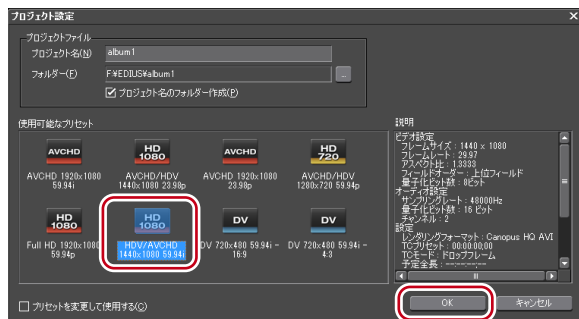 プロジェクト設定
プロジェクトファイル
プロジェクト名(N) album1
フォルダー(F) F:¥EDIUS¥album1 ...
プロジェクト名のフォルダー作成(P)
使用可能なプリセット
説明
AVCHD
HD 1080
AVCHD
HD 720
AVCHD 1920x1080 59.94i
AVCHD/HDV 1440x1080 23.98p
AVCHD 1920x1080 23.98p
AVCHD/HDV 1280x720 59.94p
HD 1080
HD 1080
DV
DV
Full HD 1920x1080 59.94p
HDV/AVCHD 1440x1080 59.94i
DV 720x480 59.94i - 16:9
DV 720x480 59.94i - 4:3
ビデオ設定
フレームサイズ : 1440 x 1080
フレームレート : 29.97
アスペクト比 : 1.3333
フィールドオーダー : 上位フィールド
量子化ビット数 : 8ビット
オーディオ設定
サンプリングレート : 48000Hz
量子化ビット数 : 16 ビット
チャンネル : 2
設定
レンダリングフォーマット : Canopus HQ AVI
TCプリセット : 00:00:00;00
TCモード : ドロップフレーム
予定全長 : --:--:--;--
プリセットを変更して使用する(C)
OK
キャンセル